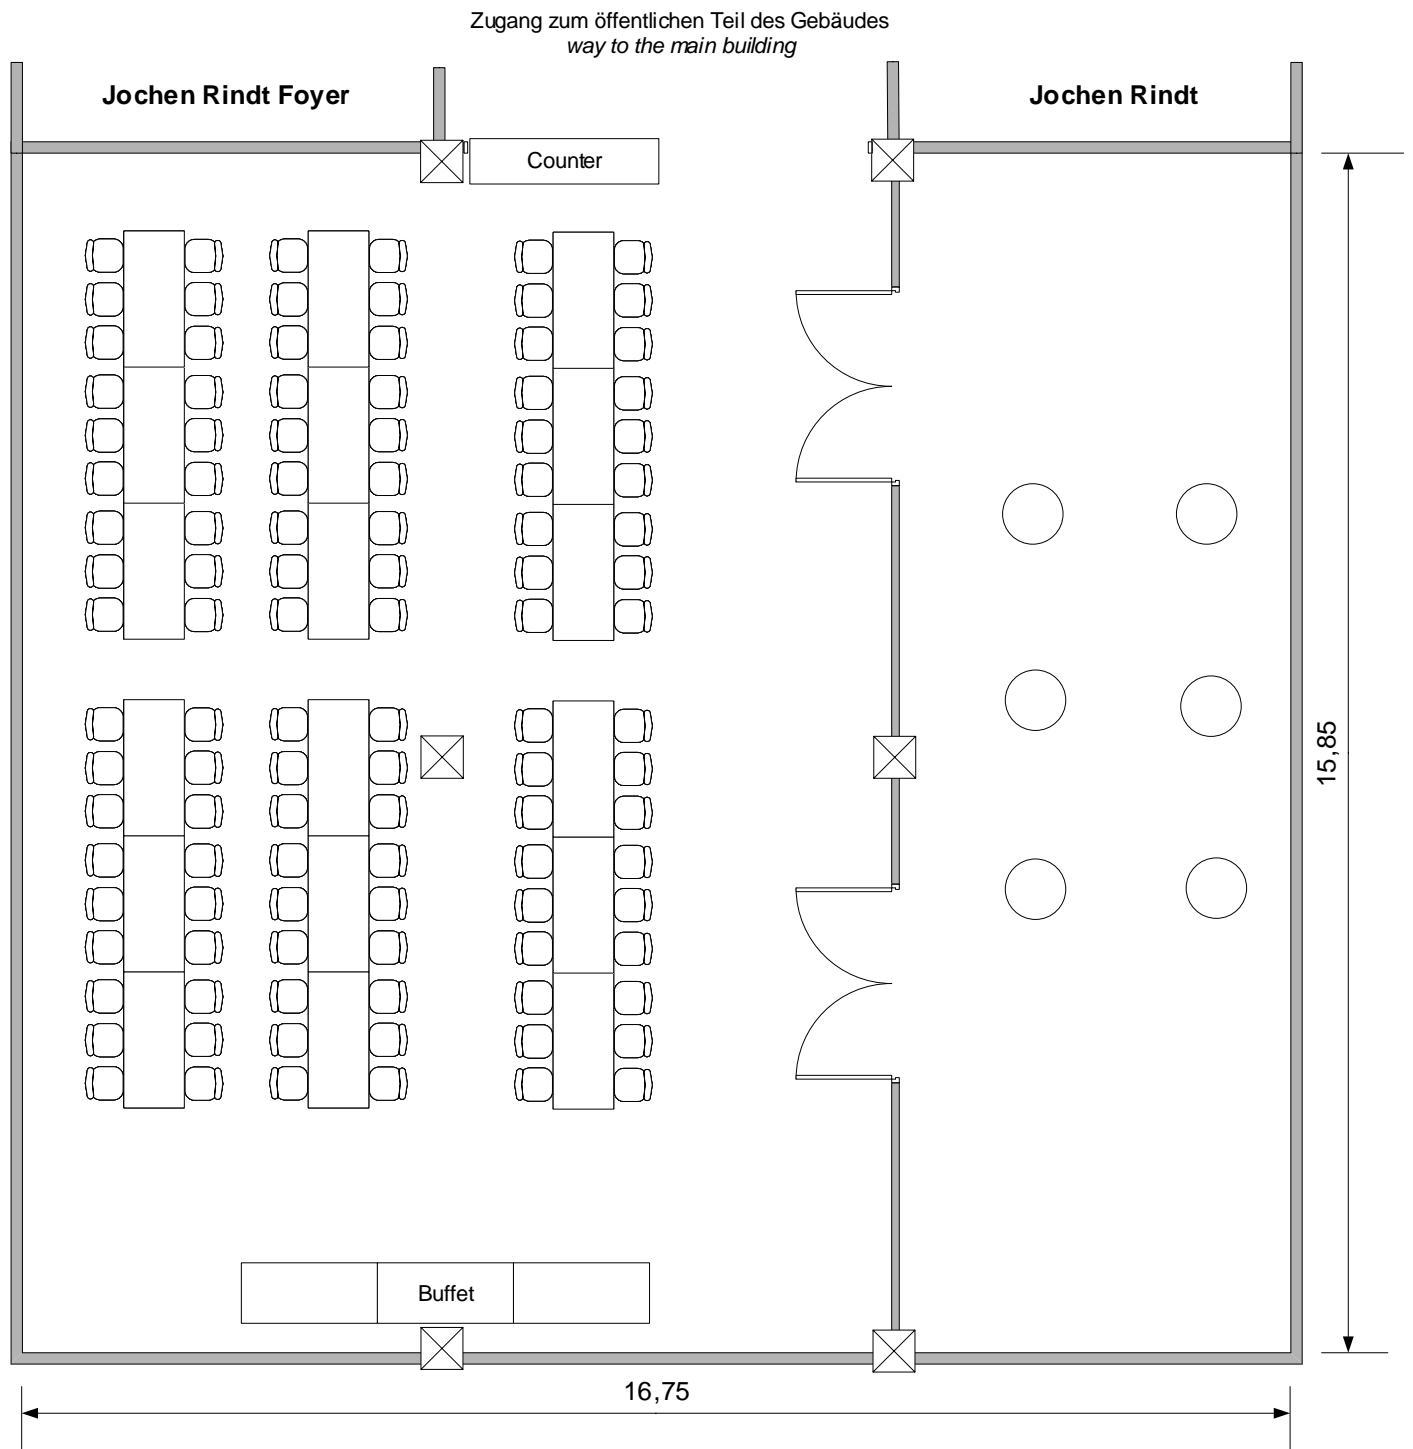 Zugang zum öffentlichen Teil des Gebäudes
way to the main building
Jochen Rindt Foyer
Jochen Rindt
Counter
15,85
Buffet
16,75